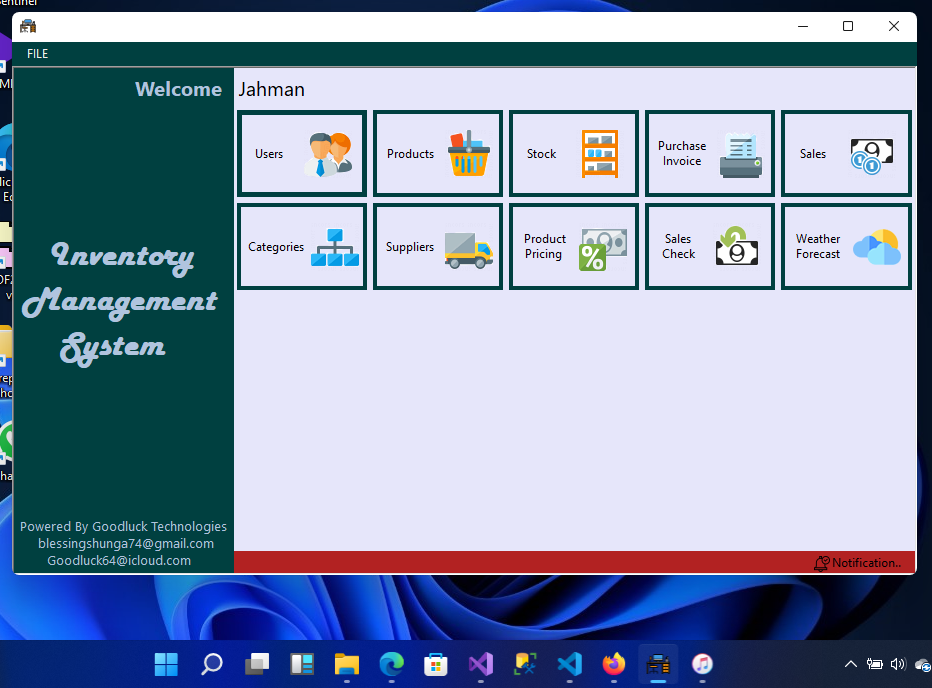 entinel
FILE
Welcome
Jahman
Users
Products
Stock
Purchase
Invoice
Sales
Categories
Suppliers
Product
Pricing
Sales
Check
Weather
Forecast
Inventory
Management
System
Powered By Goodluck Technologies
blessingshunga74@gmail.com
Goodluck64@icloud.com
Notification..